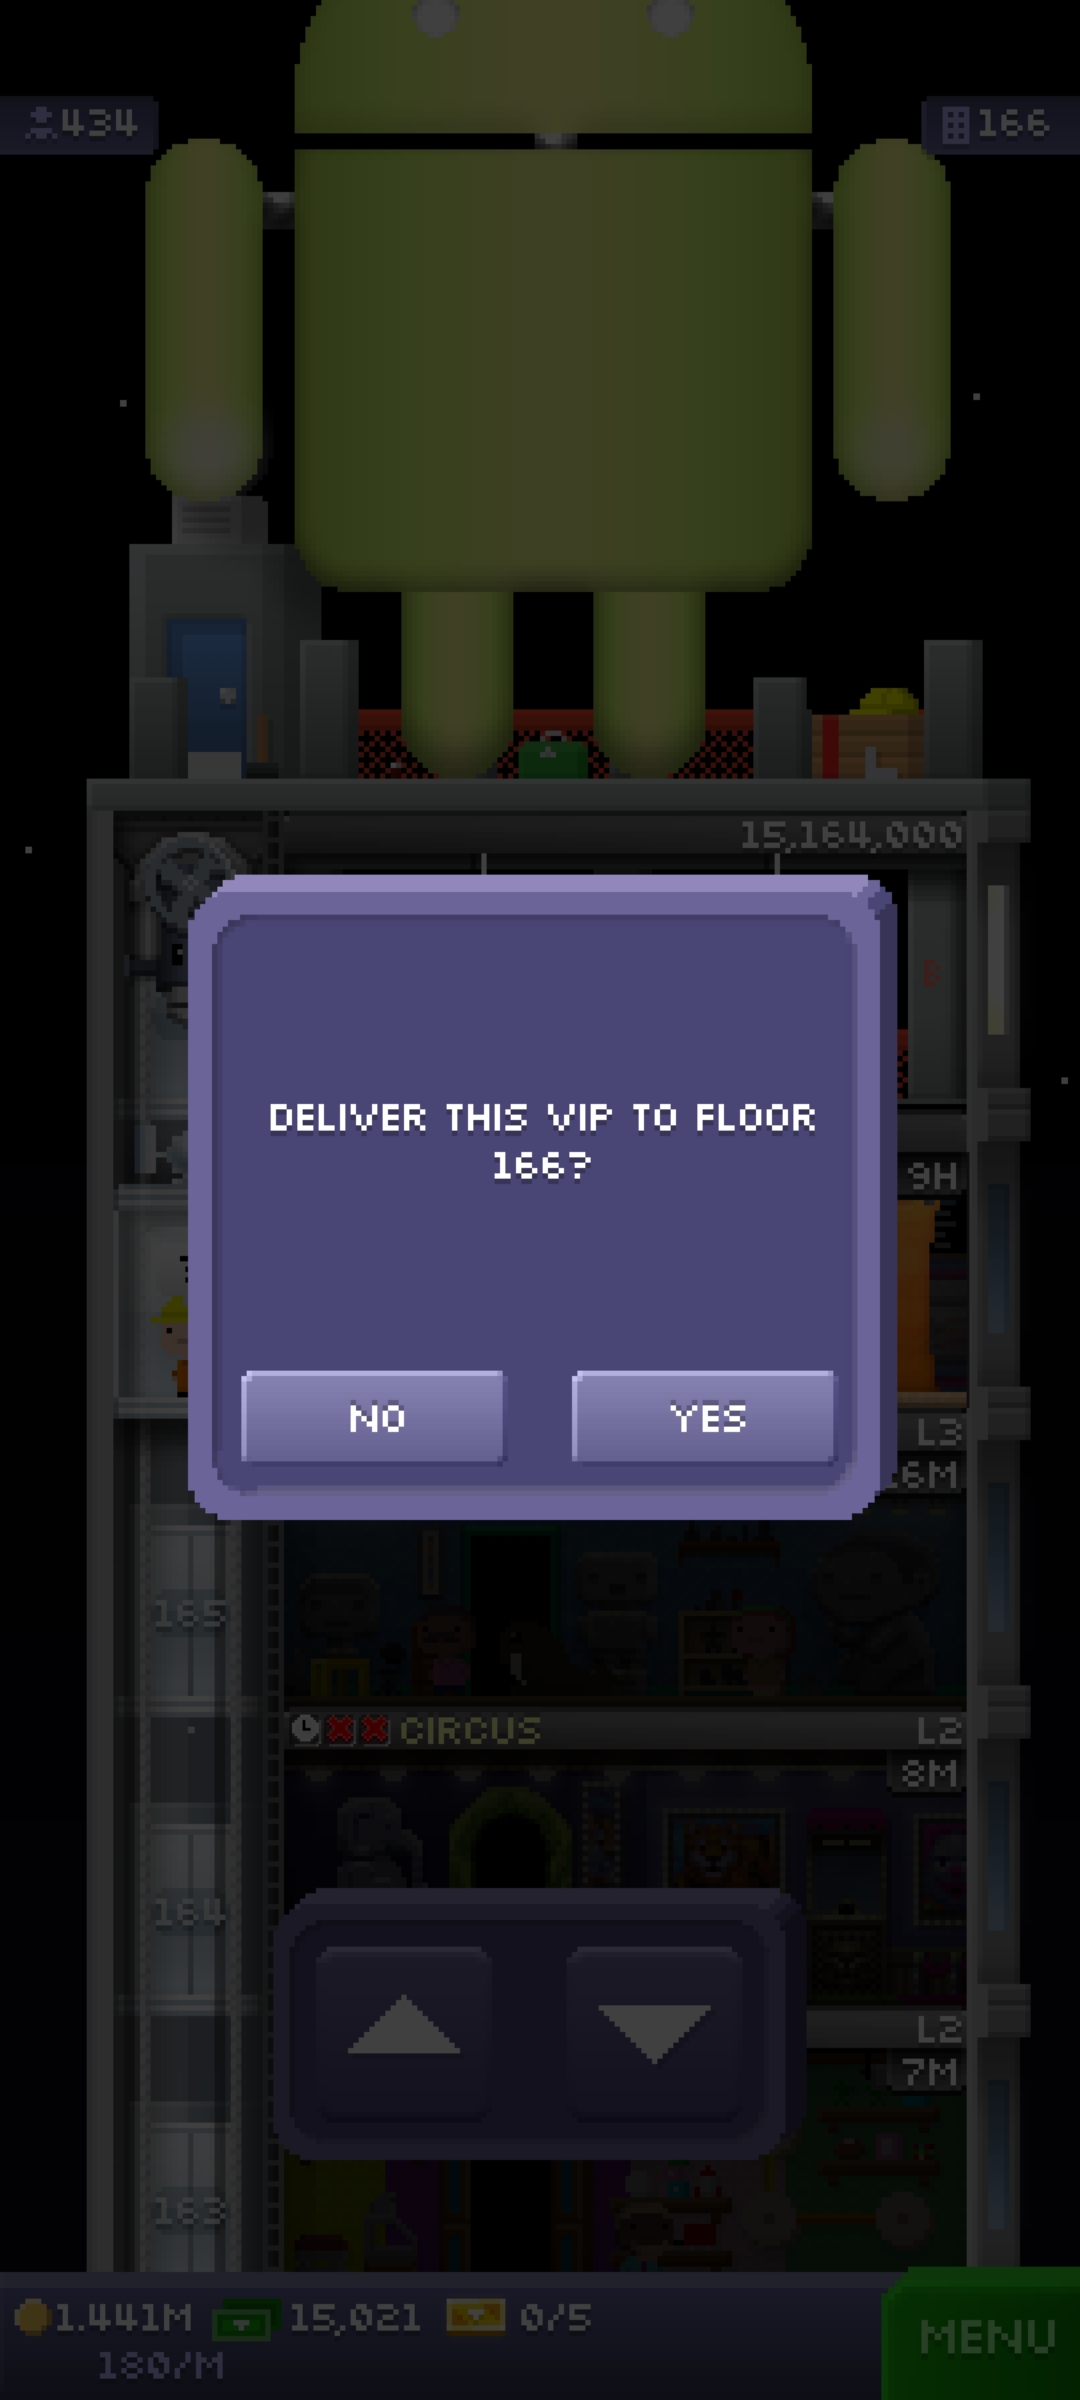 434
166
15,164,000
DELIVER THIS VIP TO FLOOR
166?
NO
YES
9H
L3
6M
165
CIRCUS
L2
8M
164
L2
7M
163
1.441M
15,021
0/5
180/M
MENU